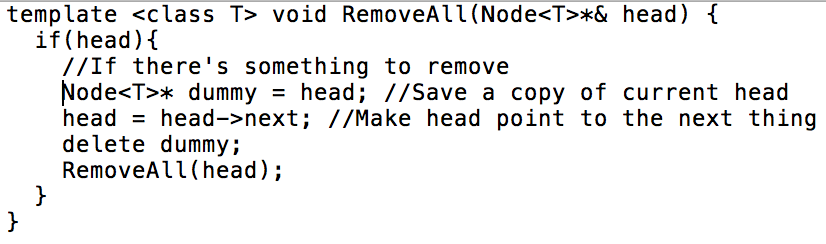 template <class T> void RemoveAll(Node<T>*& head) {
  if(head){
    //If there's something to remove
    Node<T>* dummy = head; //Save a copy of current head
    head = head->next; //Make head point to the next thing
    delete dummy;
    RemoveAll(head);
  }
}